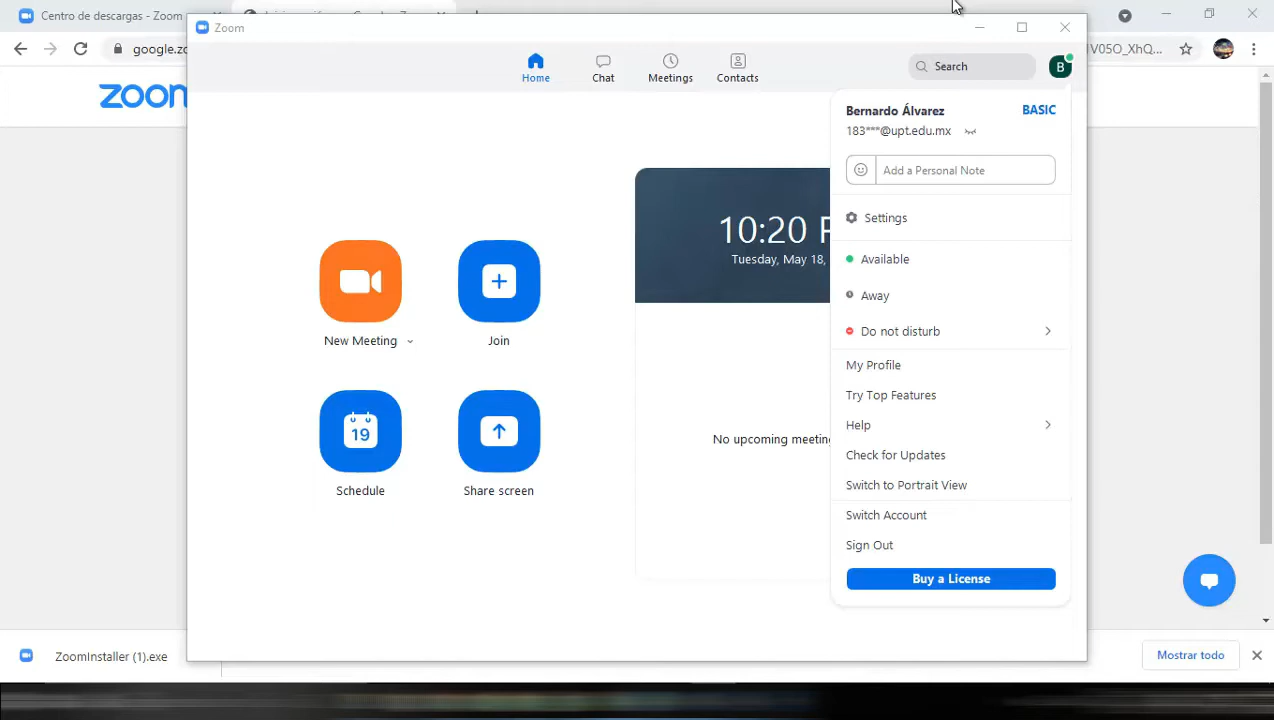 Centro de descargas - Zoom
google.zo
V05O_XhQ...
zoom
Zoom
Home
Chat
Meetings
Contacts
Search
B
Bernardo Álvarez
BASIC
183***@upt.edu.mx
Add a Personal Note
Settings
Available
Away
Do not disturb
My Profile
Try Top Features
Help
Check for Updates
Switch to Portrait View
Switch Account
Sign Out
Buy a License
10:20 P
Tuesday, May 18,
No upcoming meetin
New Meeting
Join
19
Schedule
Share screen
ZoomInstaller (1).exe
Mostrar todo